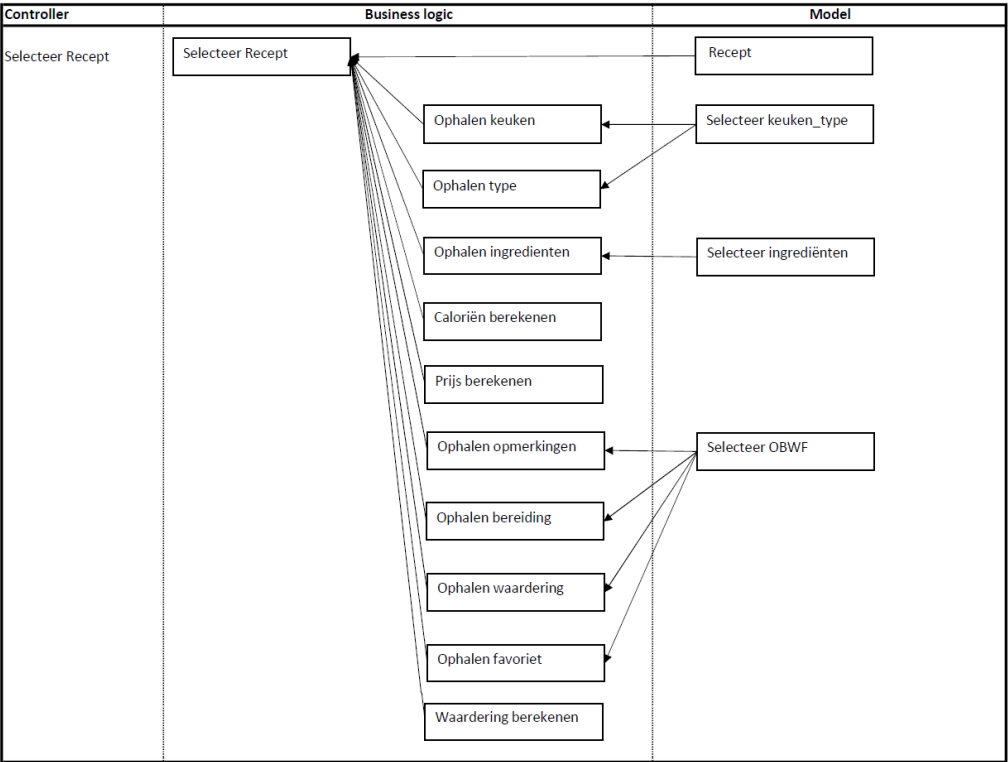 Controller
Business logic
Model
Selecteer Recept
Selecteer Recept
Recept
Ophalen keuken
Selecteer keuken_type
Ophalen type
Ophalen ingredienten
Selecteer ingrediënten
Caloriën berekenen
Prijs berekenen
Ophalen opmerkingen
Selecteer OBWF
Ophalen bereiding
Ophalen waardering
Ophalen favoriet
Waardering berekenen